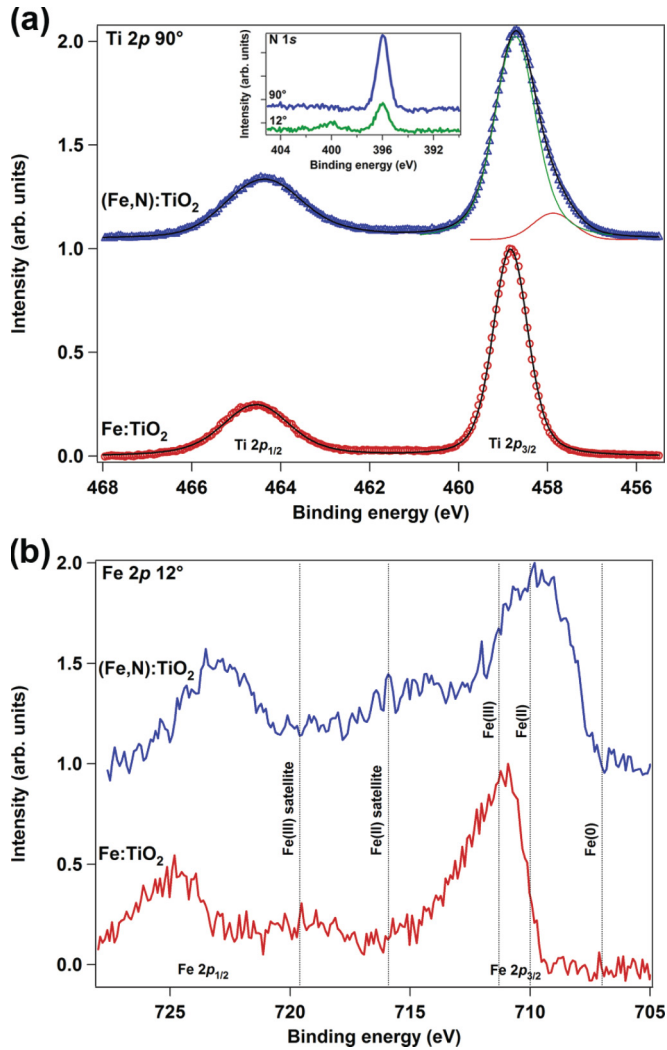 (a)
Ti 2p 90°
N 1s
Intensity (arb. units)
90°
12°
404 400 396 392
Binding energy (eV)
(Fe,N):TiO₂
Fe:TiO₂
Ti 2p₁/₂
Ti 2p₃/₂
Intensity (arb. units)
2.0
1.5
1.0
0.5
0.0
468 466 464 462 460 458 456
Binding energy (eV)
(b)
Fe 2p 12°
(Fe,N):TiO₂
Fe:TiO₂
Fe(III) satellite
Fe(II) satellite
Fe(III)
Fe(II)
Fe(0)
Fe 2p₁/₂
Fe 2p₃/₂
Intensity (arb. units)
2.0
1.5
1.0
0.5
0.0
725 720 715 710 705
Binding energy (eV)